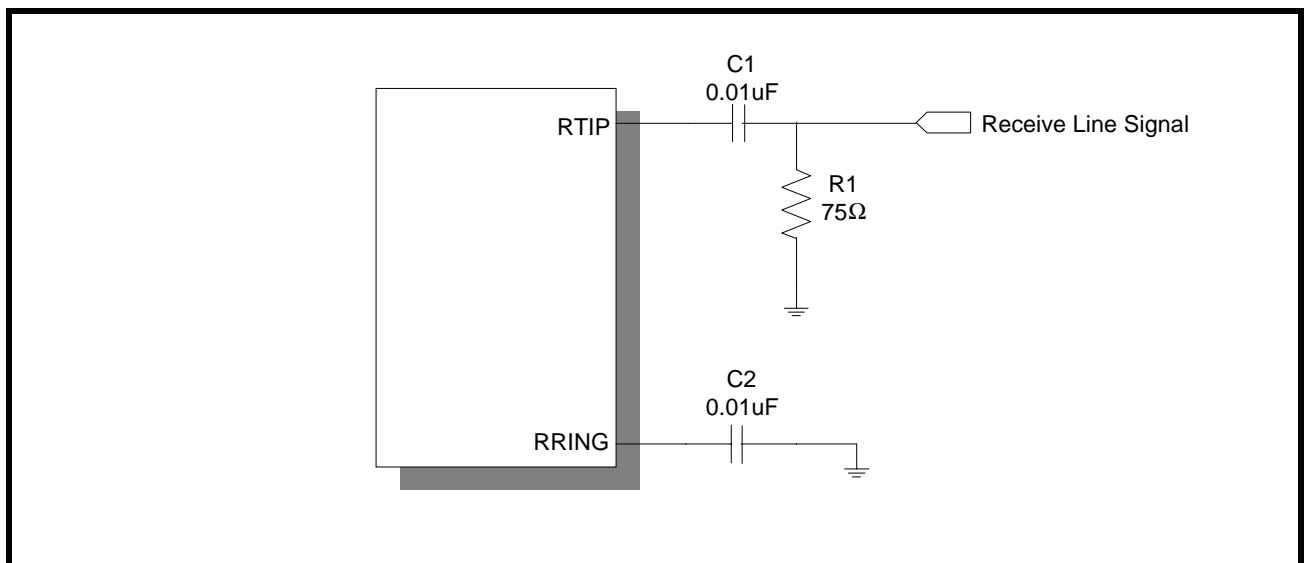 C1
0.01uF
RTIP
Receive Line Signal
R1
75Ω
C2
0.01uF
RRING